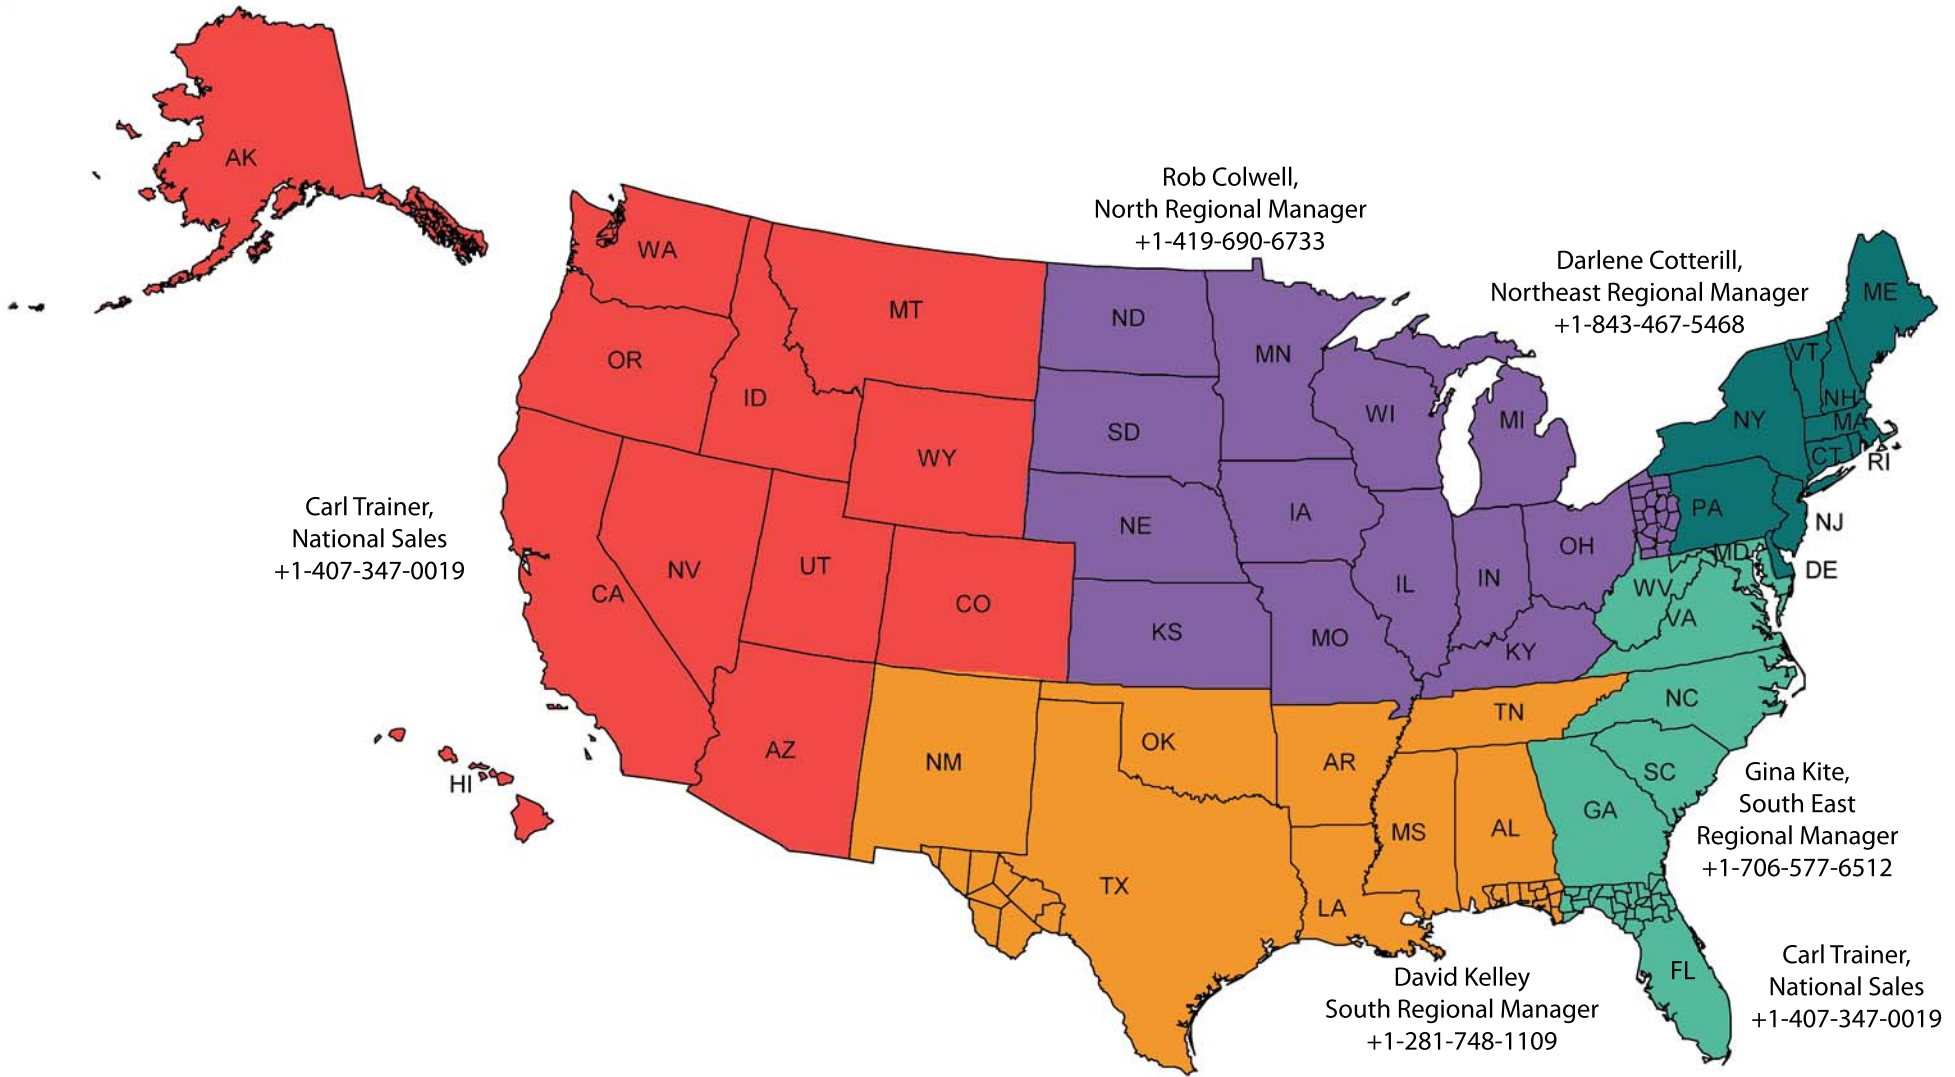 AK
Rob Colwell,
North Regional Manager
+1-419-690-6733
Darlene Cotterill,
Northeast Regional Manager
+1-843-467-5468
WA
MT
ND
MN
ME
VT
NH
OR
ID
WY
SD
WI
MI
NY
MA
CT
RI
Carl Trainer,
National Sales
+1-407-347-0019
NE
IA
PA
NJ
NV
UT
CA
CO
IL
IN
OH
MD
DE
WV
VA
KS
MO
KY
HI
AZ
NM
OK
AR
TN
NC
SC
GA
Gina Kite,
South East
Regional Manager
+1-706-577-6512
TX
LA
MS
AL
FL
David Kelley
South Regional Manager
+1-281-748-1109
Carl Trainer,
National Sales
+1-407-347-0019